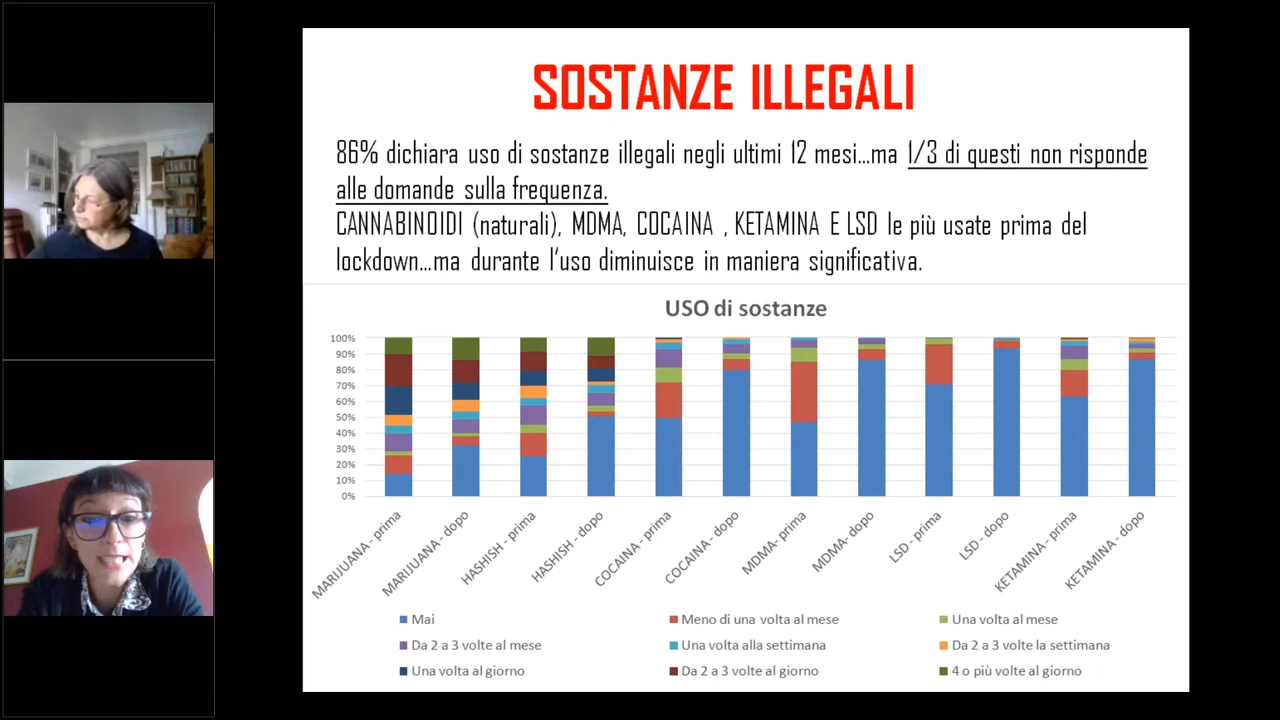 SOSTANZE ILLEGALI
86% dichiara uso di sostanze illegali negli ultimi 12 mesi...ma 1/3 di questi non risponde
alle domande sulla frequenza.
CANNABINOIDI (naturali), MDMA, COCAINA , KETAMINA E LSD le più usate prima del
lockdown...ma durante l'uso diminuisce in maniera significativa.
USO di sostanze
100%
90%
80%
70%
60%
50%
40%
30%
20%
10%
0%
MARIJUANA - prima
MARIJUANA - dopo
HASHISH - prima
HASHISH - dopo
COCAINA - prima
COCAINA - dopo
MDMA - prima
MDMA- dopo
LSD - prima
LSD - dopo
KETAMINA - prima
KETAMINA - dopo
Mai
Meno di una volta al mese
Una volta al mese
Da 2 a 3 volte al mese
Una volta alla settimana
Da 2 a 3 volte la settimana
Una volta al giorno
Da 2 a 3 volte al giorno
4 o più volte al giorno